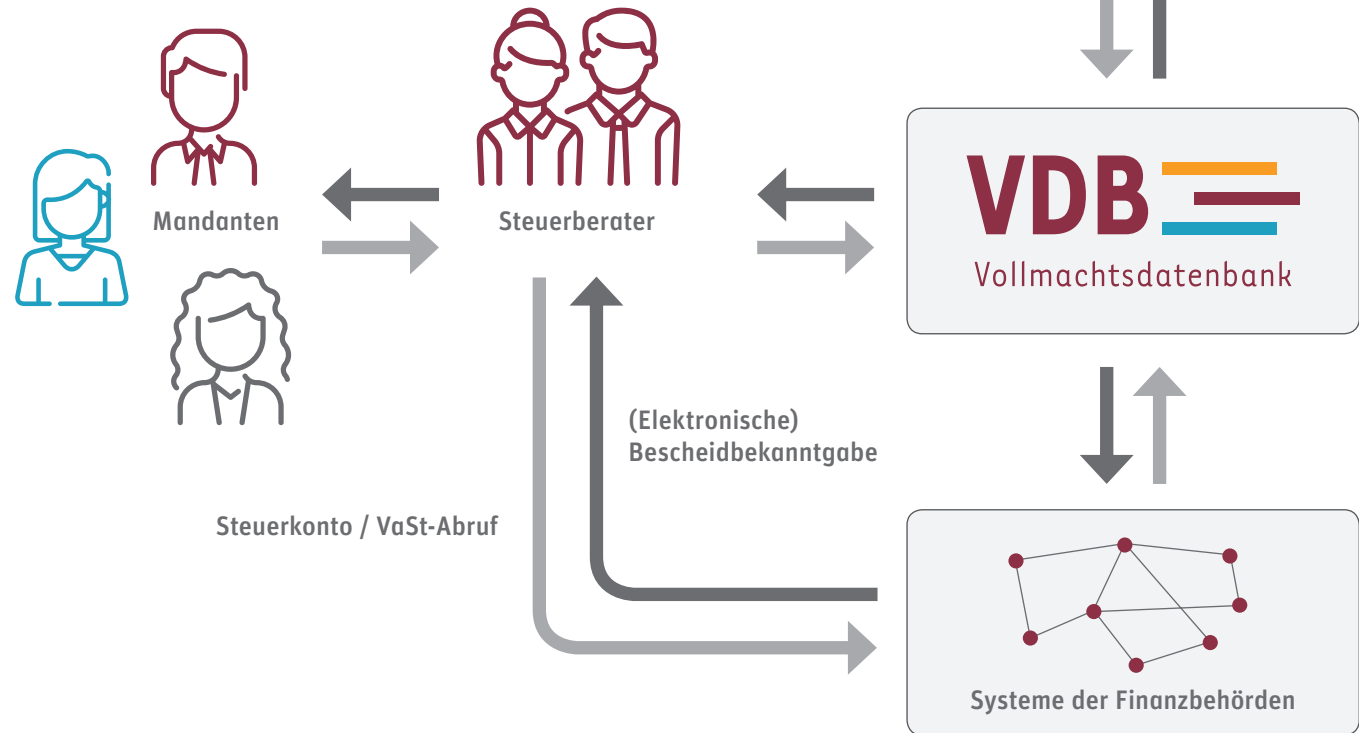 VDB
Vollmachtsdatenbank
Mandanten
Steuerberater
(Elektronische)
Bescheidbekanntgabe
Steuerkonto / VaSt-Abruf
Systeme der Finanzbehörden